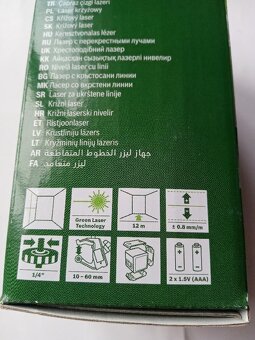 TR Çapraz çizgi lazeri
PL Laser krzyżowy
CS Křížový laser
SK Krížový laser
HU Keresztvonalas lézer
RU Лазер с перекрестными лучами
UK Хрестоподібний лазер
KK Айқасқан сызықтық лазерлі нивелир
RO Nivelă laser cu linii
BG Лазер с кръстосани линии
MK Ласер со вкрстени линии
SR Laser za ukrštene linije
SL Križni laser
HR Križni laserski nivelir
ET Ristjoonlaser
LV Krustlīniju lāzers
LT Kryžminių linijų lazeris
AR جهاز ليزر الخطوط المتقاطعة
FA ليزر متعامد
Green Laser
Technology
12 m
± 0.8 mm/m
1/4"
10 – 60 mm
2 x 1.5V (AAA)